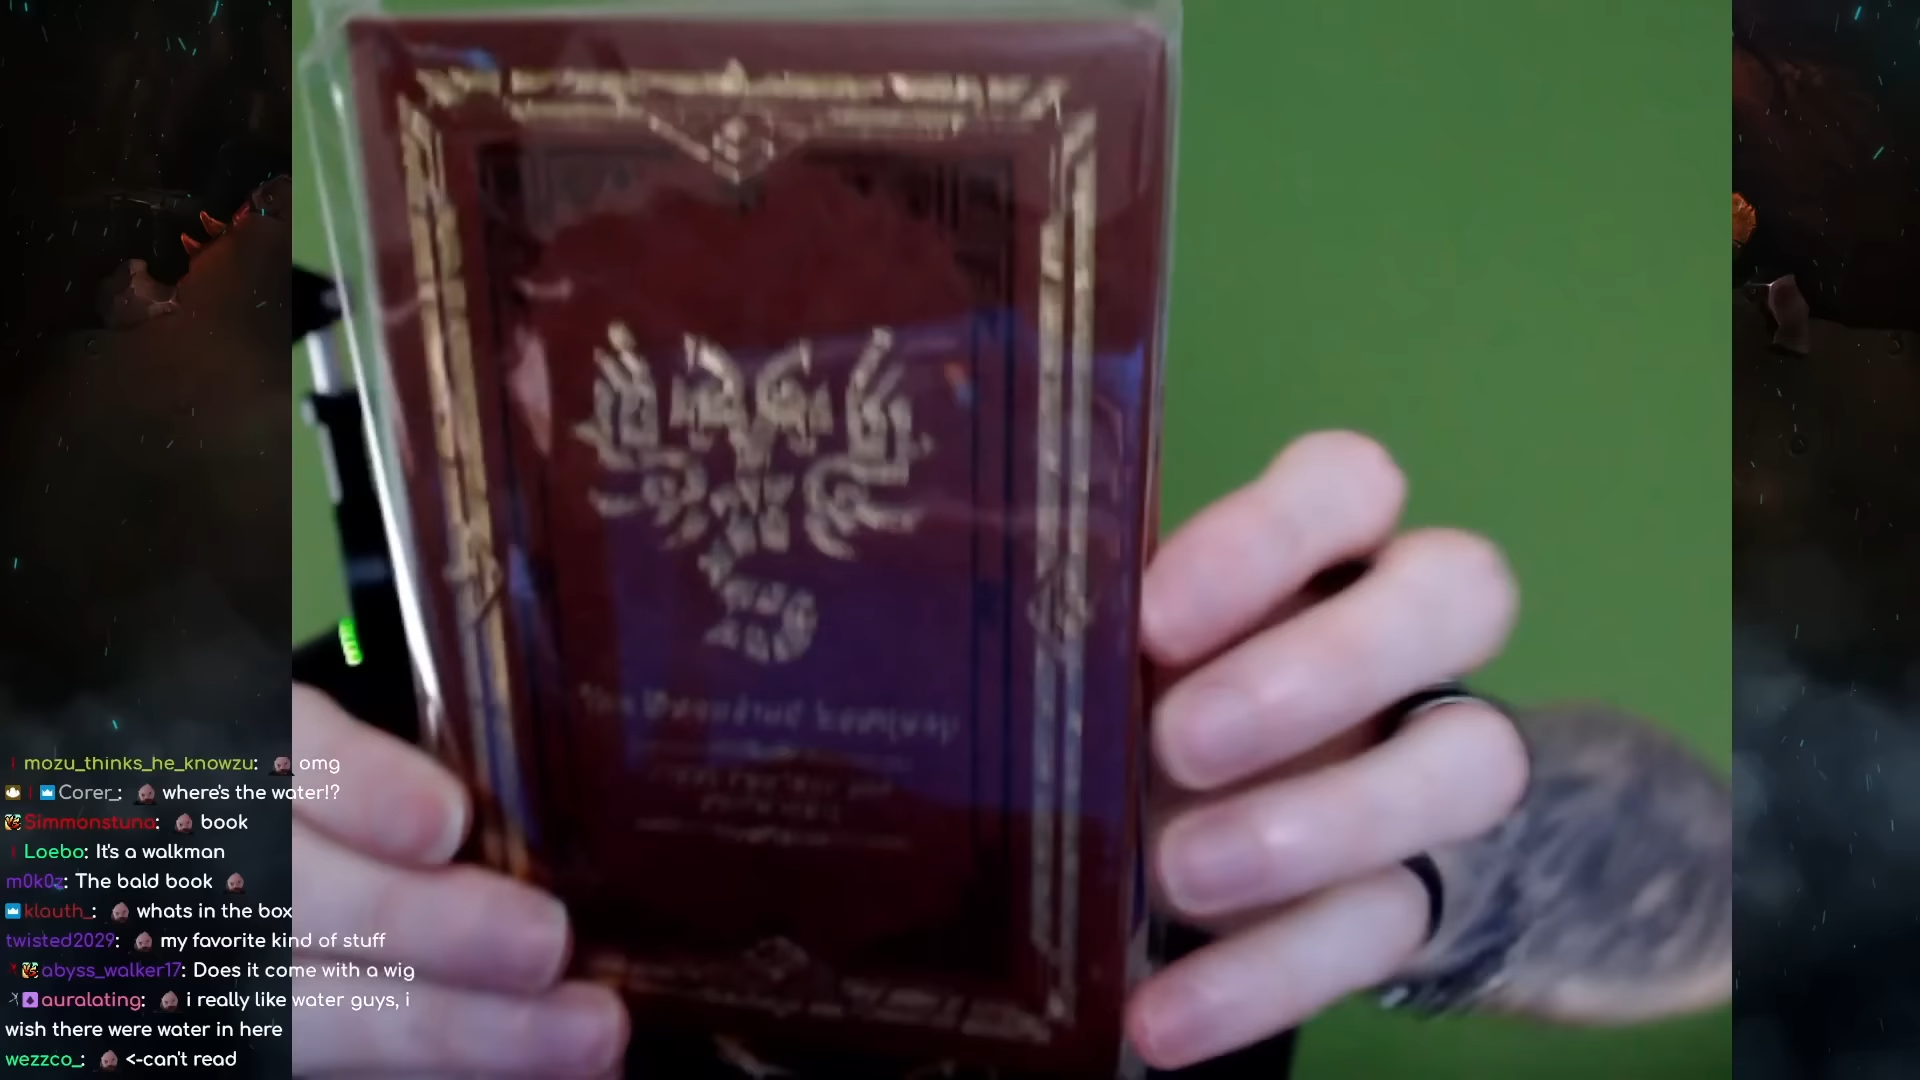 mozu_thinks_he_knowzu: omg
Corer_: where's the water!?
Simmonstuna: book
Loebo: It's a walkman
m0k0z: The bald book
klauth_: whats in the box
twisted2029: my favorite kind of stuff
abyss_walker17: Does it come with a wig
auralating: i really like water guys, i
wish there were water in here
wezzco_: <-can't read